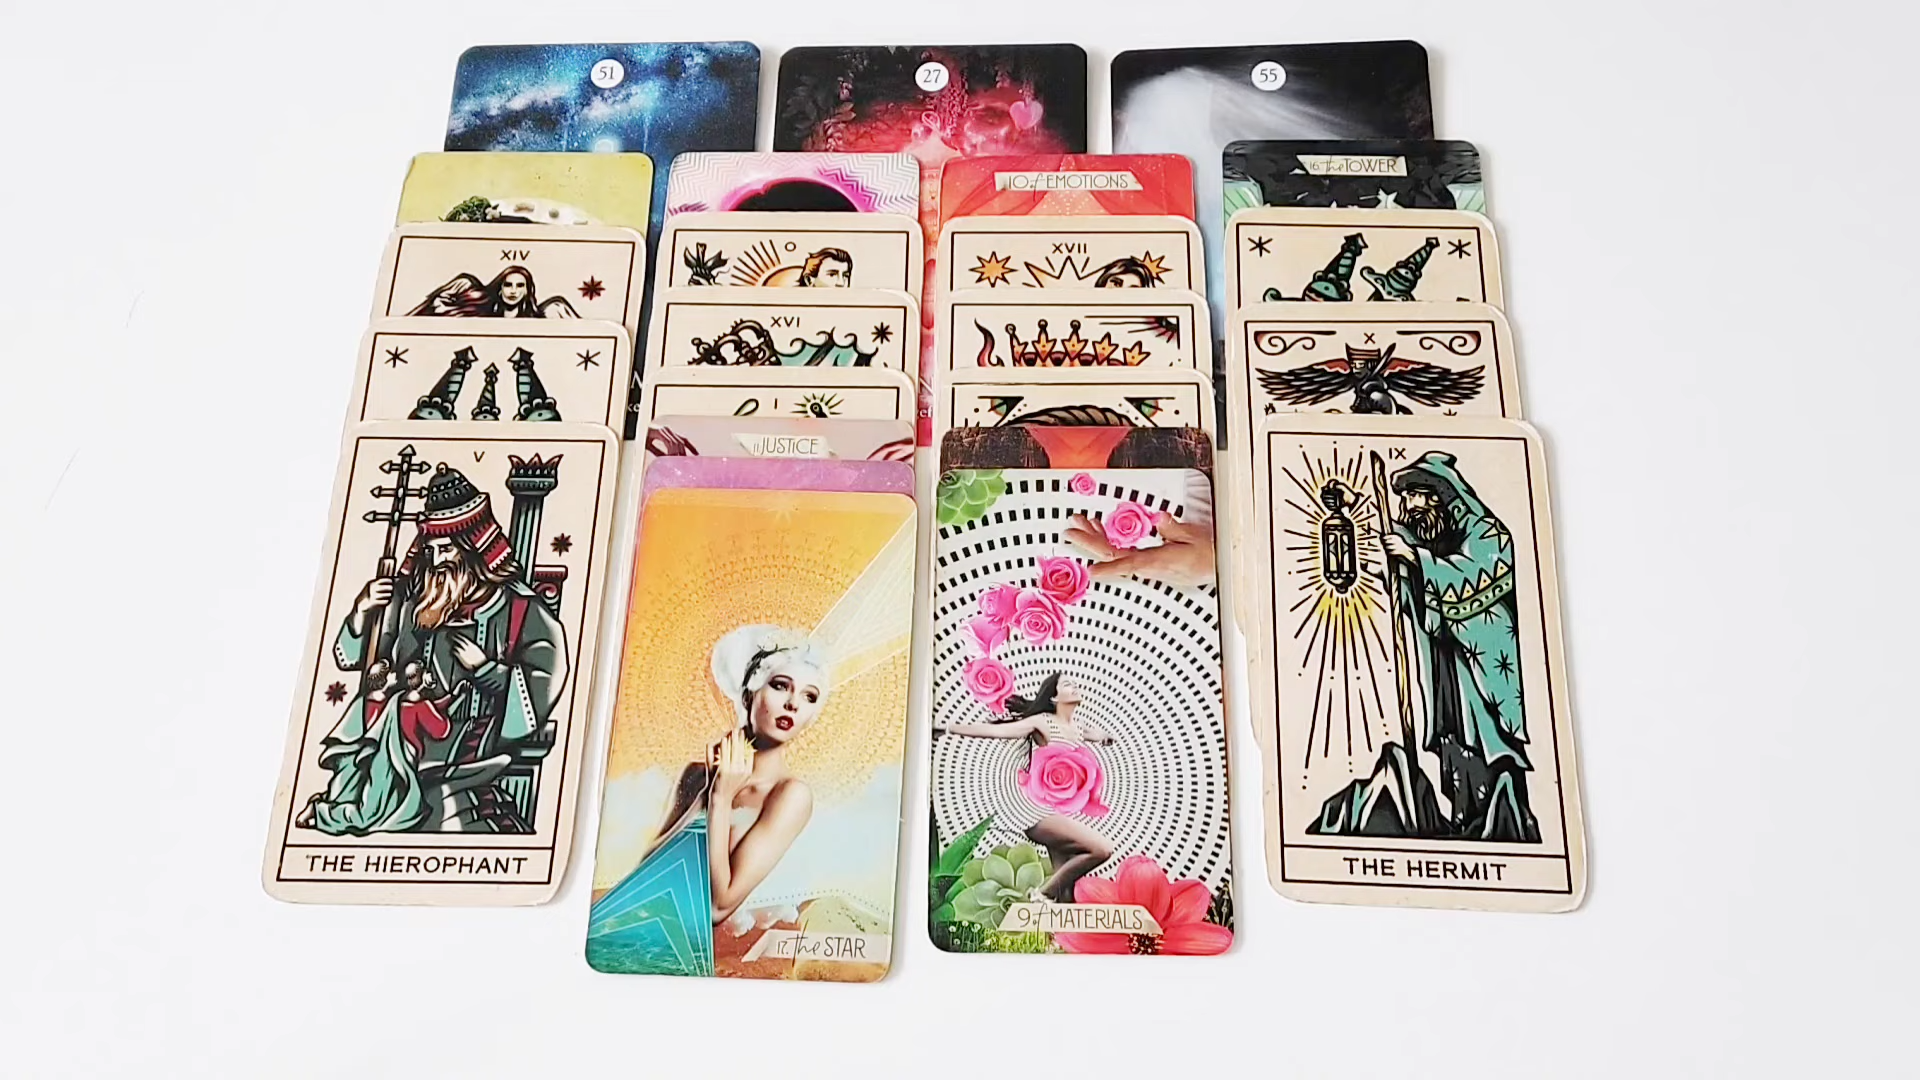 51
27
55
10 of EMOTIONS
16. the TOWER
XIV
O
XVII
XVI
X
I
11. JUSTICE
V
IX
THE HIEROPHANT
THE HERMIT
9 of MATERIALS
17. the STAR